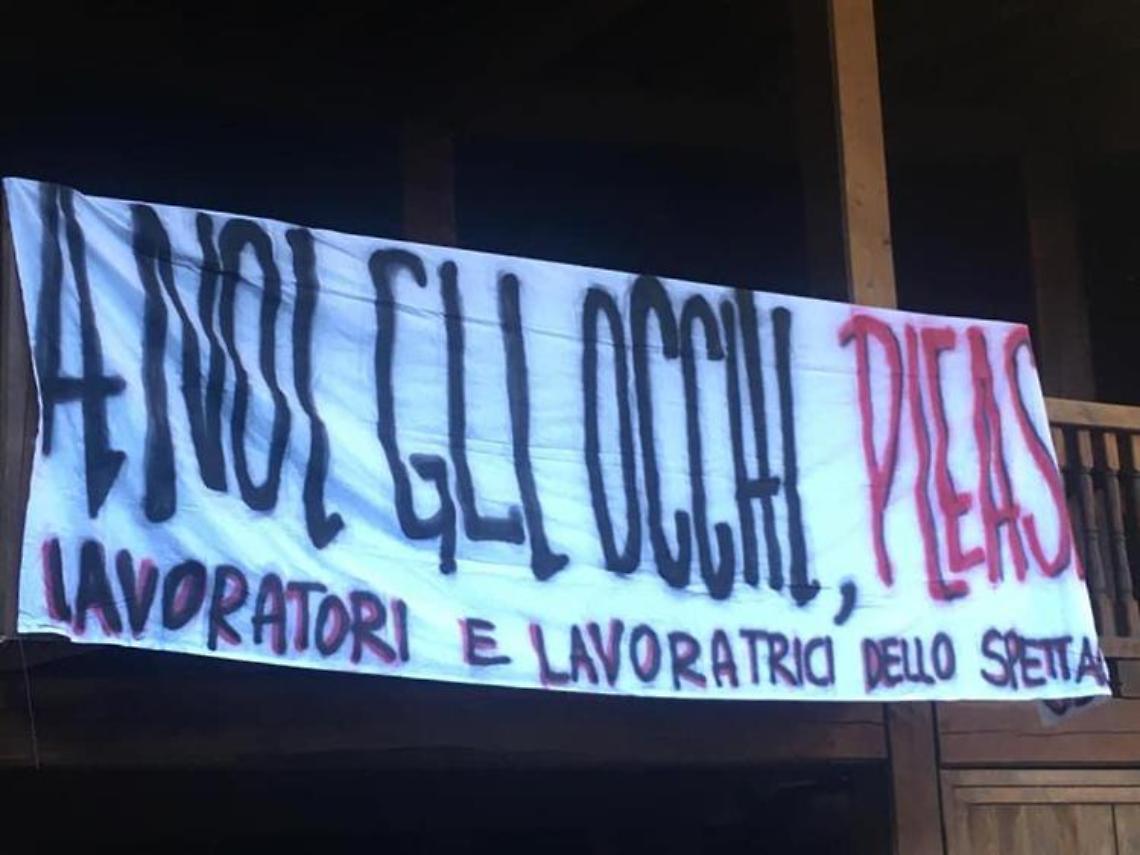 A NOI GLI OCCHI, PLEAS
LAVORATORI E LAVORATRICI DELLO SPETTA